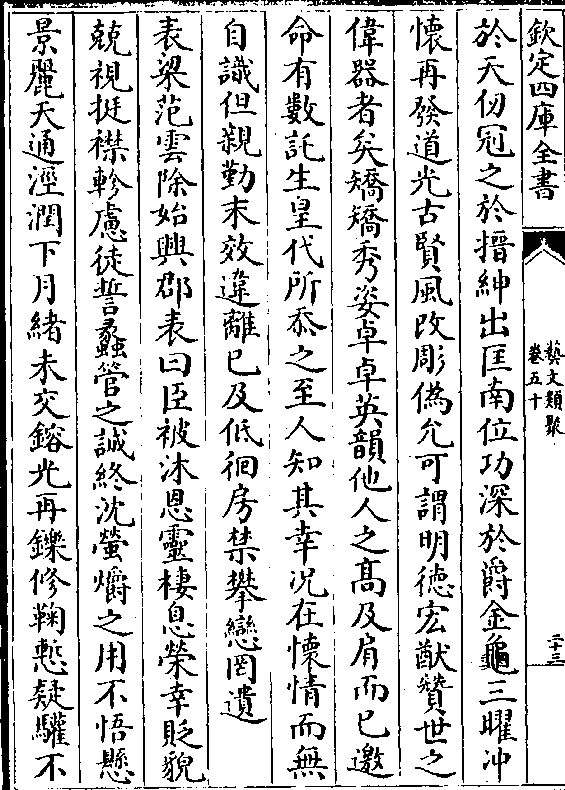 欽定四庫全書
藝文類聚
卷五十
二十三
於天仞冠之於搢紳出匡南位功深於爵金龜三曜冲
懷再發道光古賢風改彫僞允可謂明德宏猷贊世之
偉器者矣矯矯秀姿卓卓英韻他人之髙及肩而已邀
命有數託生皇代所忝之至人知其幸况在懐情而無
自識但親勤未效違離已及低徊房禁攀戀罔遺
表梁范雲除始興郡表曰臣被沐恩靈棲息榮幸貶貌
兢視挺襟軫慮徒誓蠡管之誠終沈螢爝之用不悟懸
景麗天通溼潤下月緒未交鎔光再鑠修鞠慙疑驩不